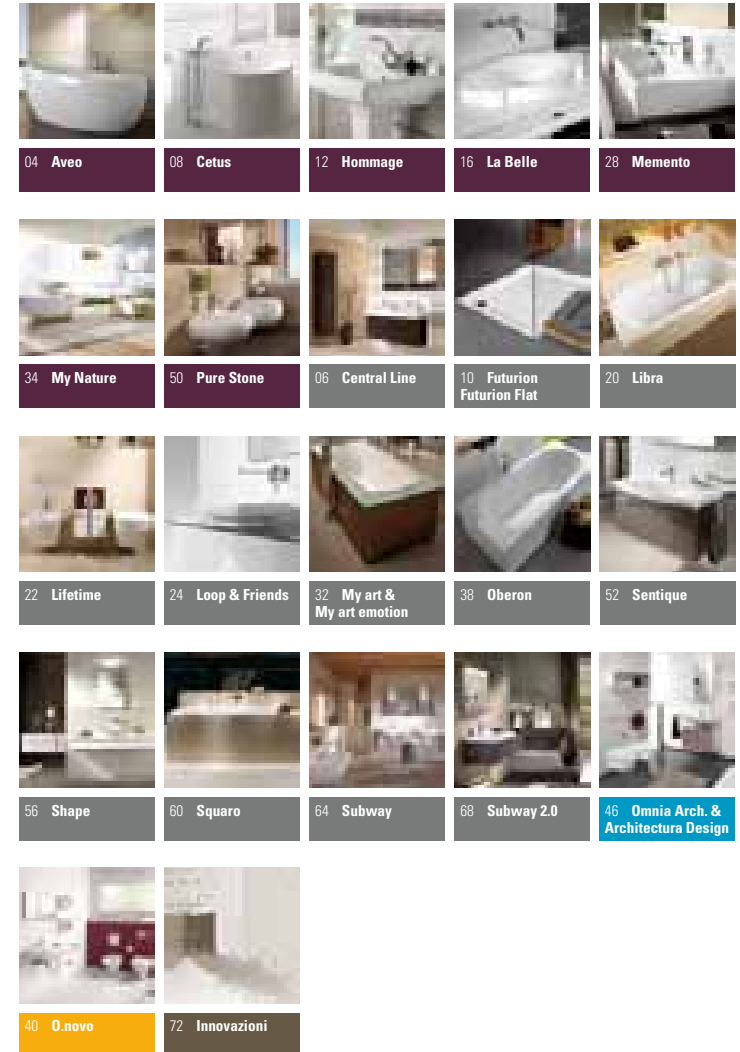 04 Aveo
08 Cetus
12 Hommage
16 La Belle
28 Memento
34 My Nature
50 Pure Stone
06 Central Line
10 Futurion
Futurion Flat
20 Libra
22 Lifetime
24 Loop & Friends
32 My art &
My art emotion
38 Oberon
52 Sentique
56 Shape
60 Squaro
64 Subway
68 Subway 2.0
46 Omnia Arch. &
Architectura Design
40 O.novo
72 Innovazioni